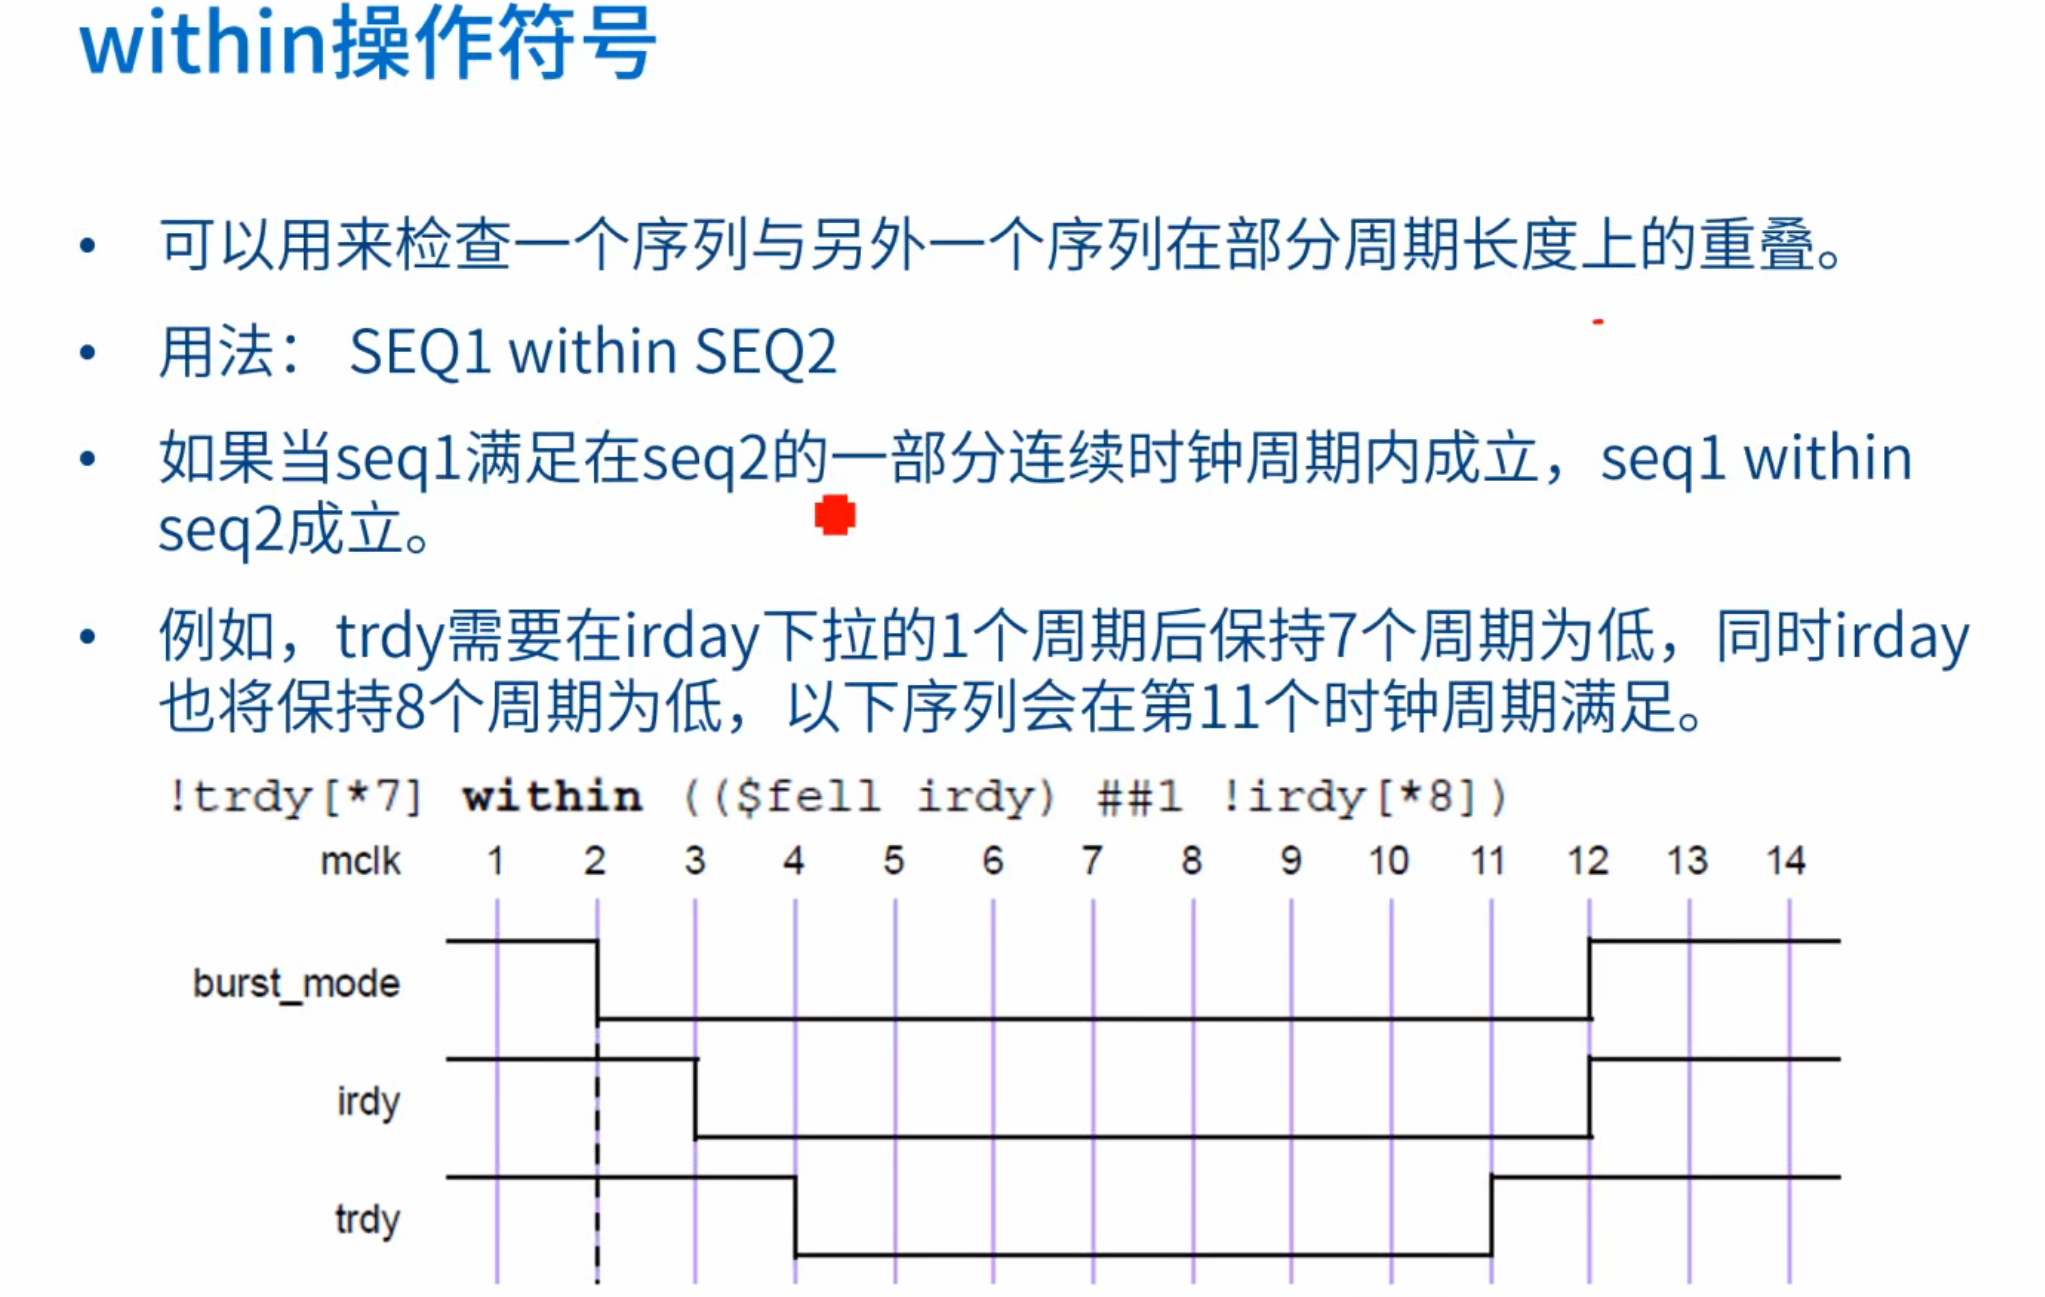 within操作符号
• 可以用来检查一个序列与另外一个序列在部分周期长度上的重叠。
• 用法： SEQ1 within SEQ2
• 如果当seq1满足在seq2的一部分连续时钟周期内成立，seq1 within
seq2成立。
• 例如，trdy需要在irday下拉的1个周期后保持7个周期为低，同时irday
也将保持8个周期为低，以下序列会在第11个时钟周期满足。
!trdy[*7] within (($fell irdy) ##1 !irdy[*8])
mclk 1 2 3 4 5 6 7 8 9 10 11 12 13 14
burst_mode
irdy
trdy